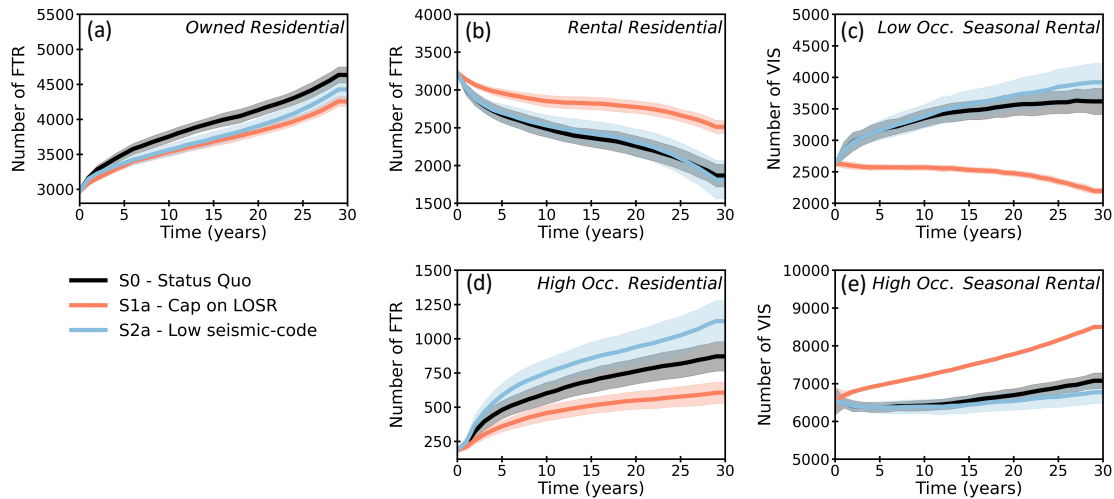 (a) Owned Residential
5500
5000
4500
4000
3500
3000
Number of FTR
0 5 10 15 20 25 30
Time (years)
(b) Rental Residential
4000
3500
3000
2500
2000
1500
Number of FTR
0 5 10 15 20 25 30
Time (years)
(c) Low Occ. Seasonal Rental
5000
4500
4000
3500
3000
2500
2000
Number of VIS
0 5 10 15 20 25 30
Time (years)
S0 - Status Quo
S1a - Cap on LOSR
S2a - Low seismic-code
(d) High Occ. Residential
1500
1250
1000
750
500
250
Number of FTR
0 5 10 15 20 25 30
Time (years)
(e) High Occ. Seasonal Rental
10000
9000
8000
7000
6000
5000
Number of VIS
0 5 10 15 20 25 30
Time (years)